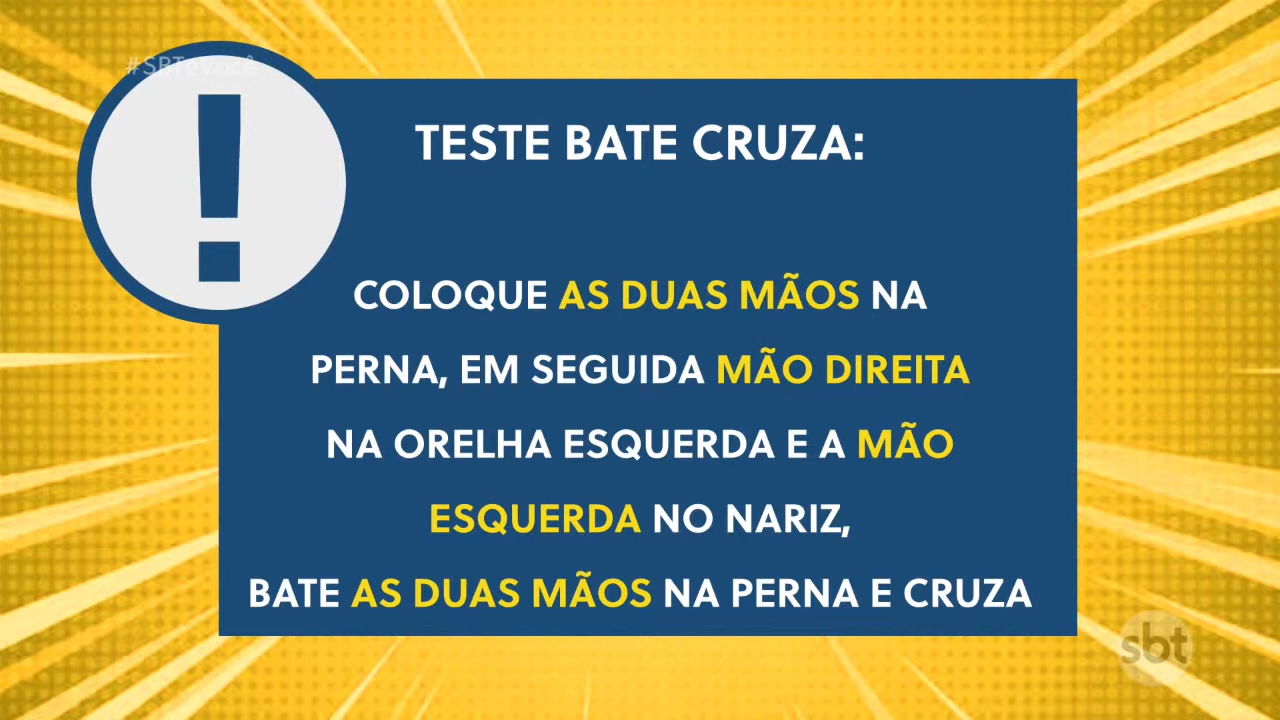 #SBTeVocê
TESTE BATE CRUZA:
COLOQUE AS DUAS MÃOS NA
PERNA, EM SEGUIDA MÃO DIREITA
NA ORELHA ESQUERDA E A MÃO
ESQUERDA NO NARIZ,
BATE AS DUAS MÃOS NA PERNA E CRUZA
sbt